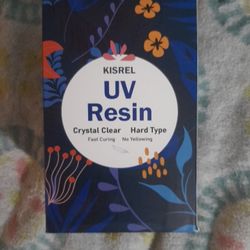 KISREL
UV
Resin
Crystal Clear Hard Type
Fast Curing No Yellowing